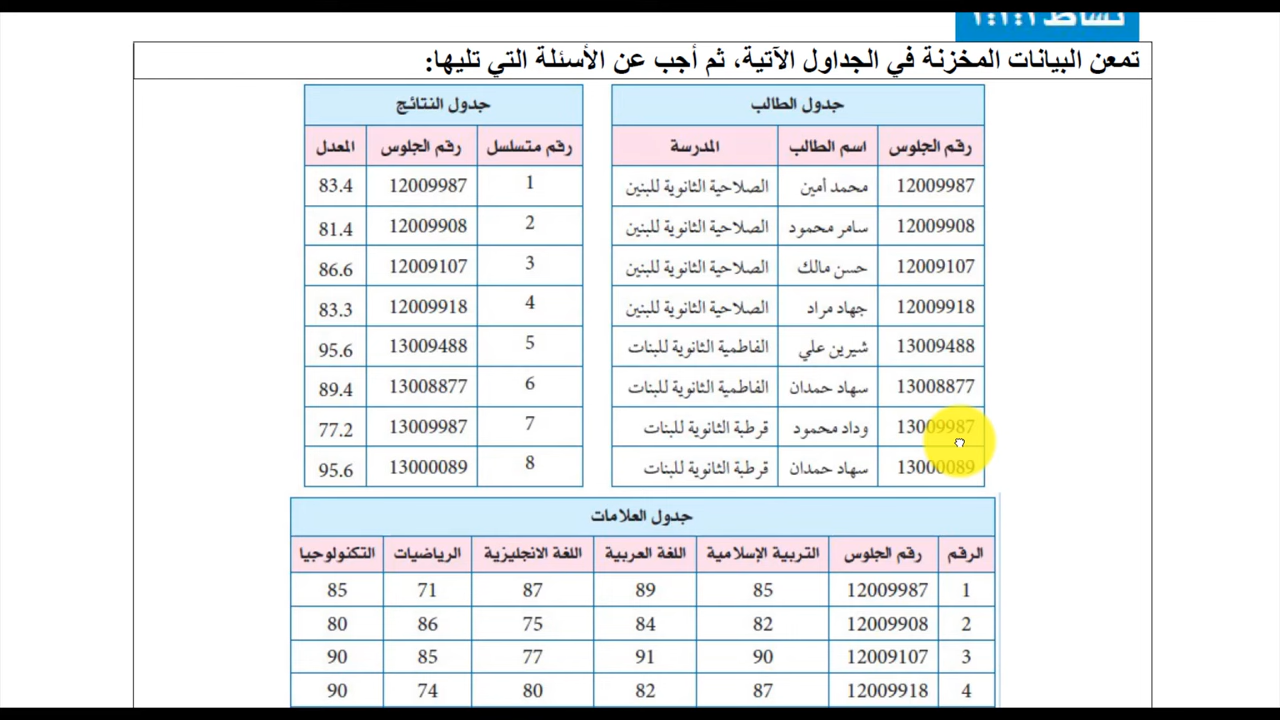 تمعن البيانات المخزنة في الجداول الآتية، ثم أجب عن الأسئلة التي تليها:
جدول الطالب
رقم الجلوس اسم الطالب المدرسة
12009987 محمد أمين الصلاحية الثانوية للبنين
12009908 سامر محمود الصلاحية الثانوية للبنين
12009107 حسن مالك الصلاحية الثانوية للبنين
12009918 جهاد مراد الصلاحية الثانوية للبنين
13009488 شيرين علي الفاطمية الثانوية للبنات
13008877 سهاد حمدان الفاطمية الثانوية للبنات
13009987 وداد محمود قرطبة الثانوية للبنات
13000089 سهاد حمدان قرطبة الثانوية للبنات
جدول النتائج
رقم متسلسل رقم الجلوس المعدل
1 12009987 83.4
2 12009908 81.4
3 12009107 86.6
4 12009918 83.3
5 13009488 95.6
6 13008877 89.4
7 13009987 77.2
8 13000089 95.6
جدول العلامات
الرقم رقم الجلوس التربية الإسلامية اللغة العربية اللغة الانجليزية الرياضيات التكنولوجيا
1 12009987 85 89 87 71 85
2 12009908 82 84 75 86 80
3 12009107 90 91 77 85 90
4 12009918 87 82 80 74 90